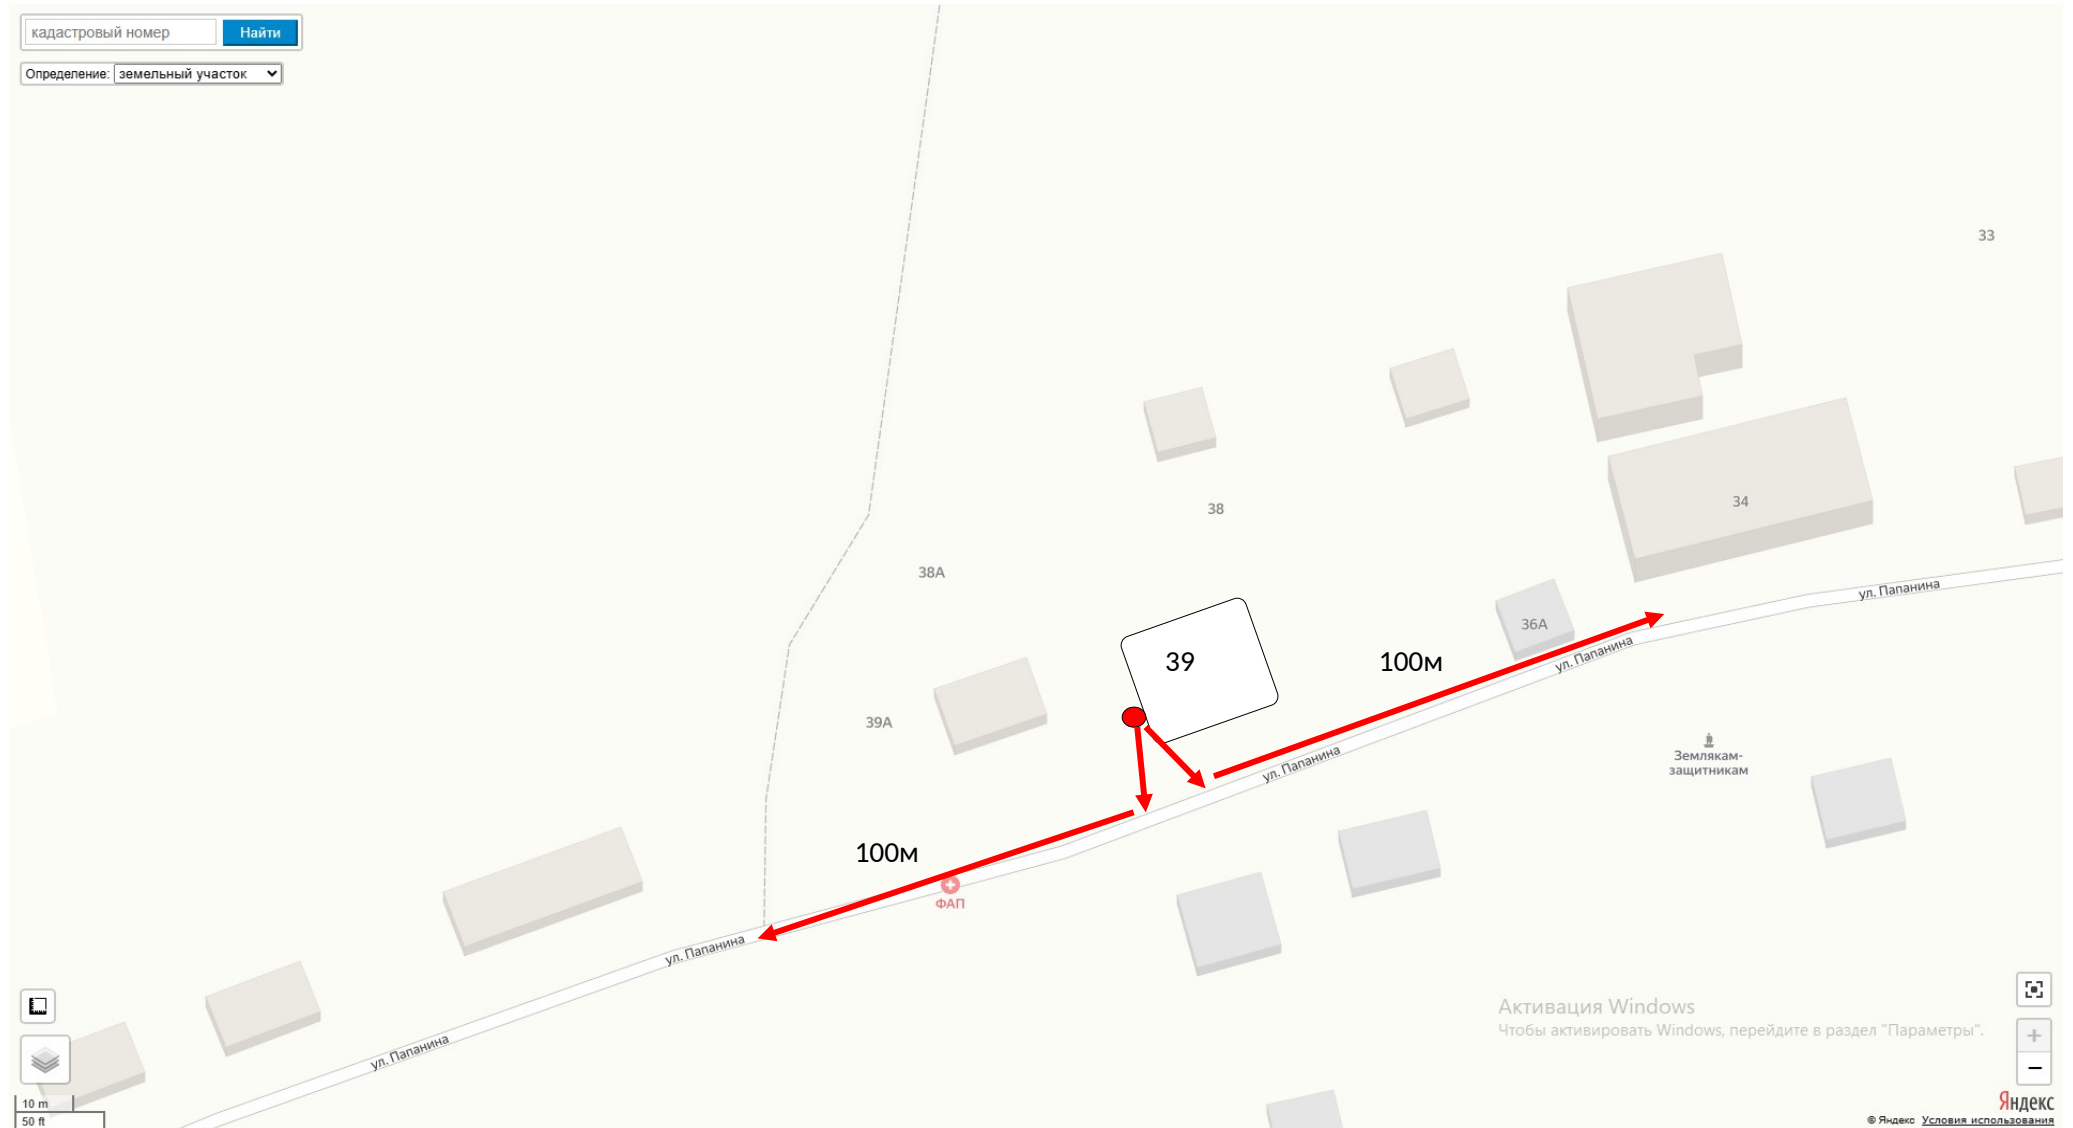 кадастровый номер
Найти
Определение: земельный участок
33
34
38
38А
36А
ул. Папанина
39
100м
ул. Папанина
39А
Землякам-
защитникам
ул. Папанина
100м
ФАП
ул. Папанина
ул. Папанина
Активация Windows
Чтобы активировать Windows, перейдите в раздел "Параметры".
+
−
10 m
50 ft
Яндекс
© Яндекс Условия использования